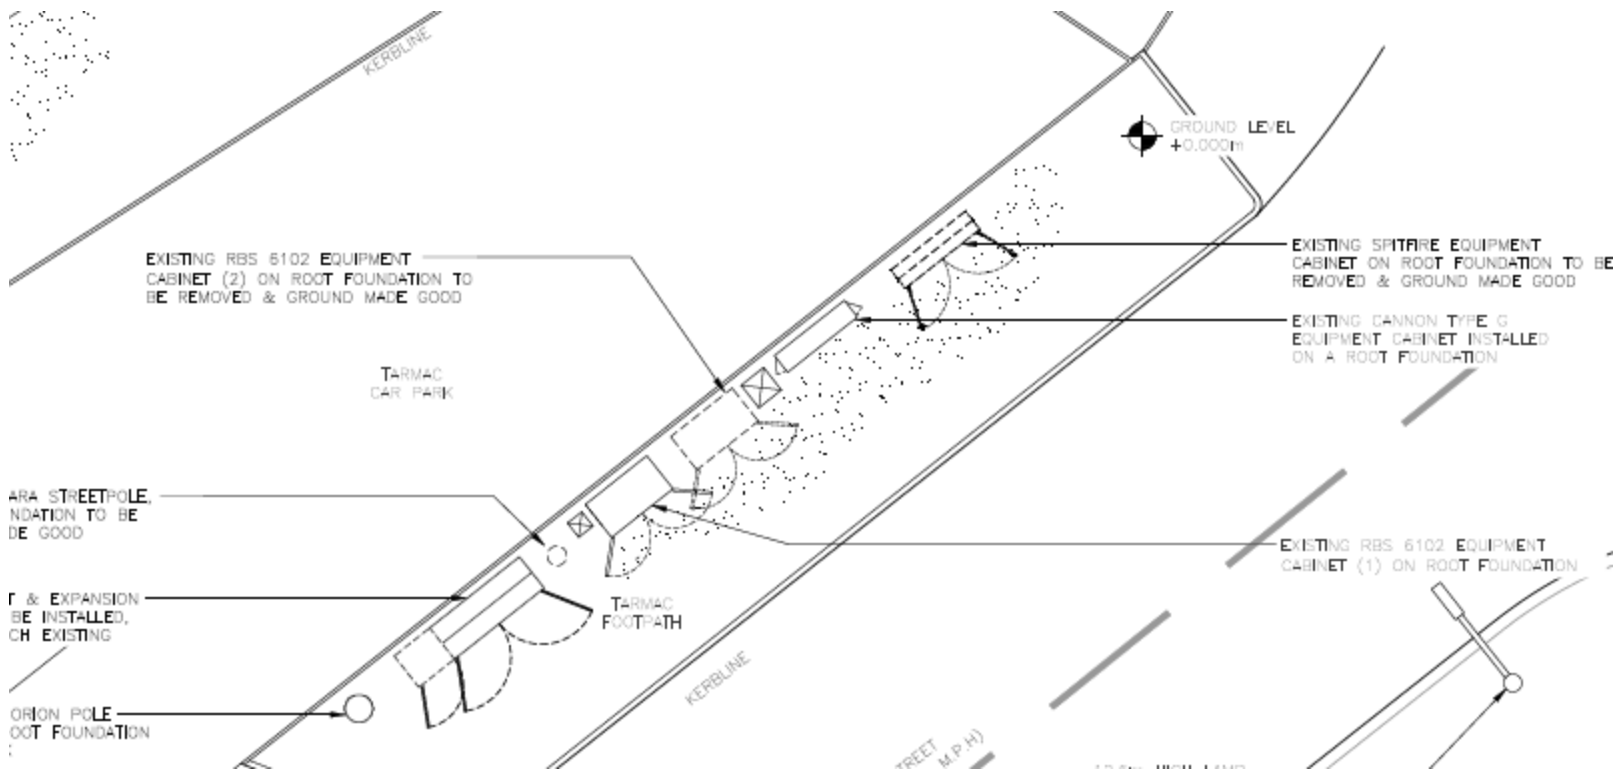 KERBLINE
GROUND LEVEL
+0.000m
EXISTING RBS 6102 EQUIPMENT
CABINET (2) ON ROOT FOUNDATION TO
BE REMOVED & GROUND MADE GOOD
EXISTING SPITFIRE EQUIPMENT
CABINET ON ROOT FOUNDATION TO BE
REMOVED & GROUND MADE GOOD
EXISTING CANNON TYPE G
EQUIPMENT CABINET INSTALLED
ON A ROOT FOUNDATION
TARMAC
CAR PARK
ARA STREETPOLE,
NDATION TO BE
DE GOOD
EXISTING RBS 6102 EQUIPMENT
CABINET (1) ON ROOT FOUNDATION
T & EXPANSION
BE INSTALLED,
CH EXISTING
TARMAC
FOOTPATH
KERBLINE
ORION POLE
OOT FOUNDATION
TREET
M.P.H)